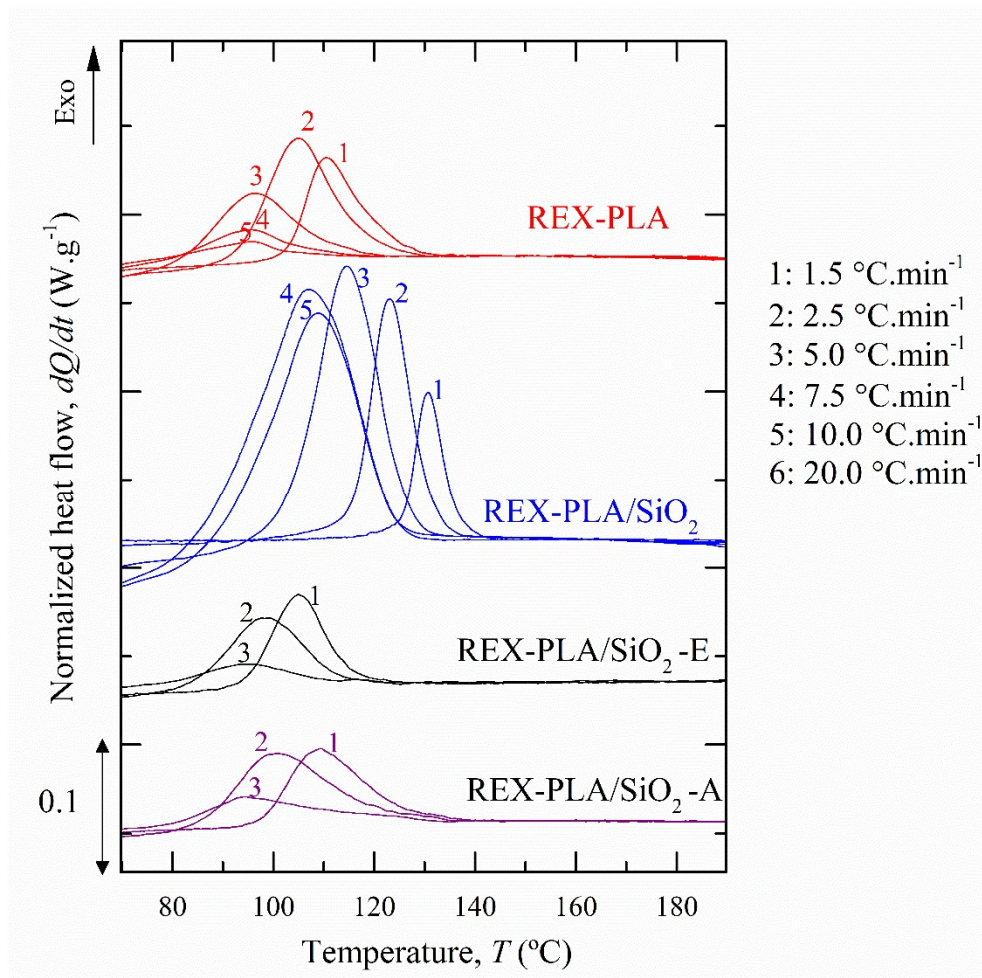 Exo
Normalized heat flow, dQ/dt (W.g⁻¹)
0.1
2
1
3
4
5
REX-PLA
4
5
3
2
1
REX-PLA/SiO₂
2
1
3
REX-PLA/SiO₂-E
2
1
3
REX-PLA/SiO₂-A
80 100 120 140 160 180
Temperature, T (ºC)
1: 1.5 °C.min⁻¹
2: 2.5 °C.min⁻¹
3: 5.0 °C.min⁻¹
4: 7.5 °C.min⁻¹
5: 10.0 °C.min⁻¹
6: 20.0 °C.min⁻¹